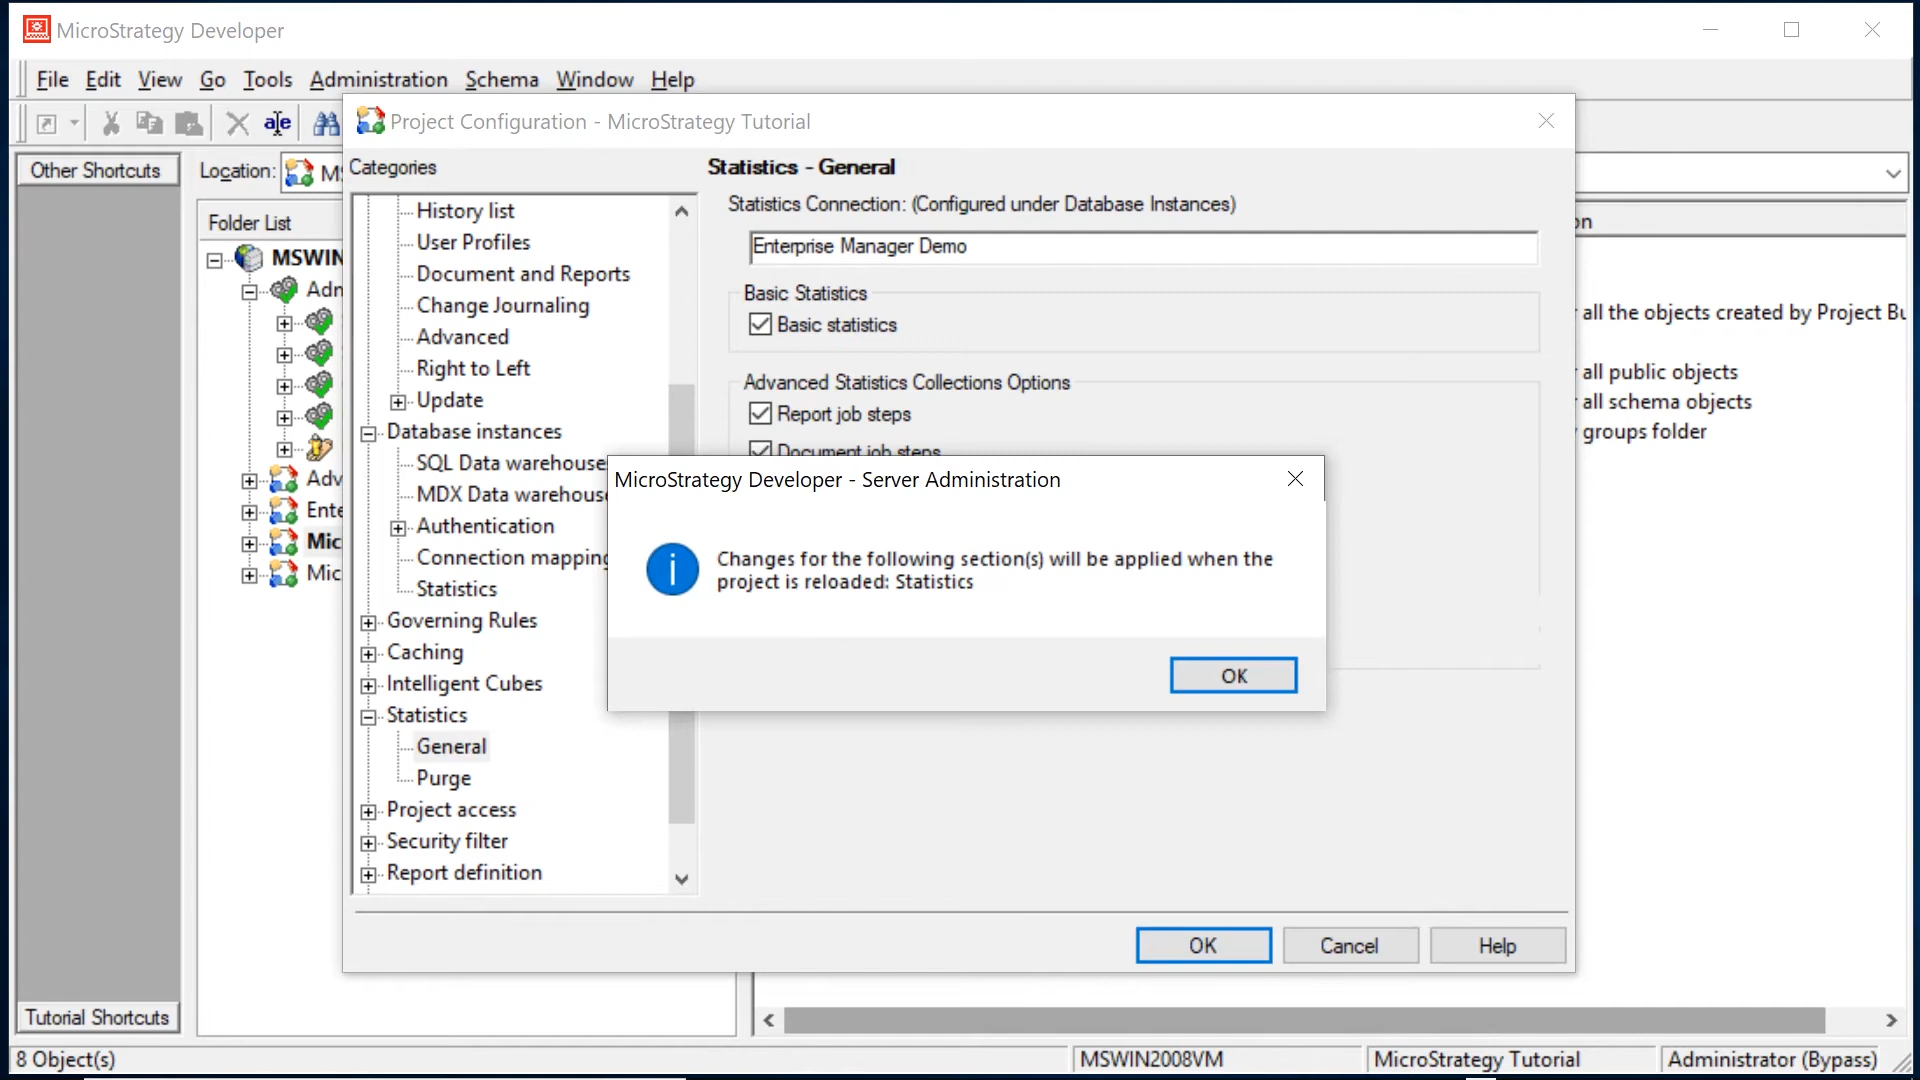 MicroStrategy Developer
File Edit View Go Tools Administration Schema Window Help
a|e
Project Configuration - MicroStrategy Tutorial
Other Shortcuts
Location:
Categories
Statistics - General
Statistics Connection: (Configured under Database Instances)
Enterprise Manager Demo
Folder List
MSWIN
Adv
Ente
Mic
Mic
History list
User Profiles
Document and Reports
Change Journaling
Advanced
Right to Left
Update
Database instances
SQL Data warehouses
MDX Data warehouse
Authentication
Connection mapping
Statistics
Governing Rules
Caching
Intelligent Cubes
Statistics
General
Purge
Project access
Security filter
Report definition
Basic Statistics
Basic statistics
Advanced Statistics Collections Options
Report job steps
Document job steps
MicroStrategy Developer - Server Administration
Changes for the following section(s) will be applied when the
project is reloaded: Statistics
OK
OK Cancel Help
all the objects created by Project Bu
all public objects
all schema objects
groups folder
Tutorial Shortcuts
8 Object(s)
MSWIN2008VM
MicroStrategy Tutorial
Administrator (Bypass)